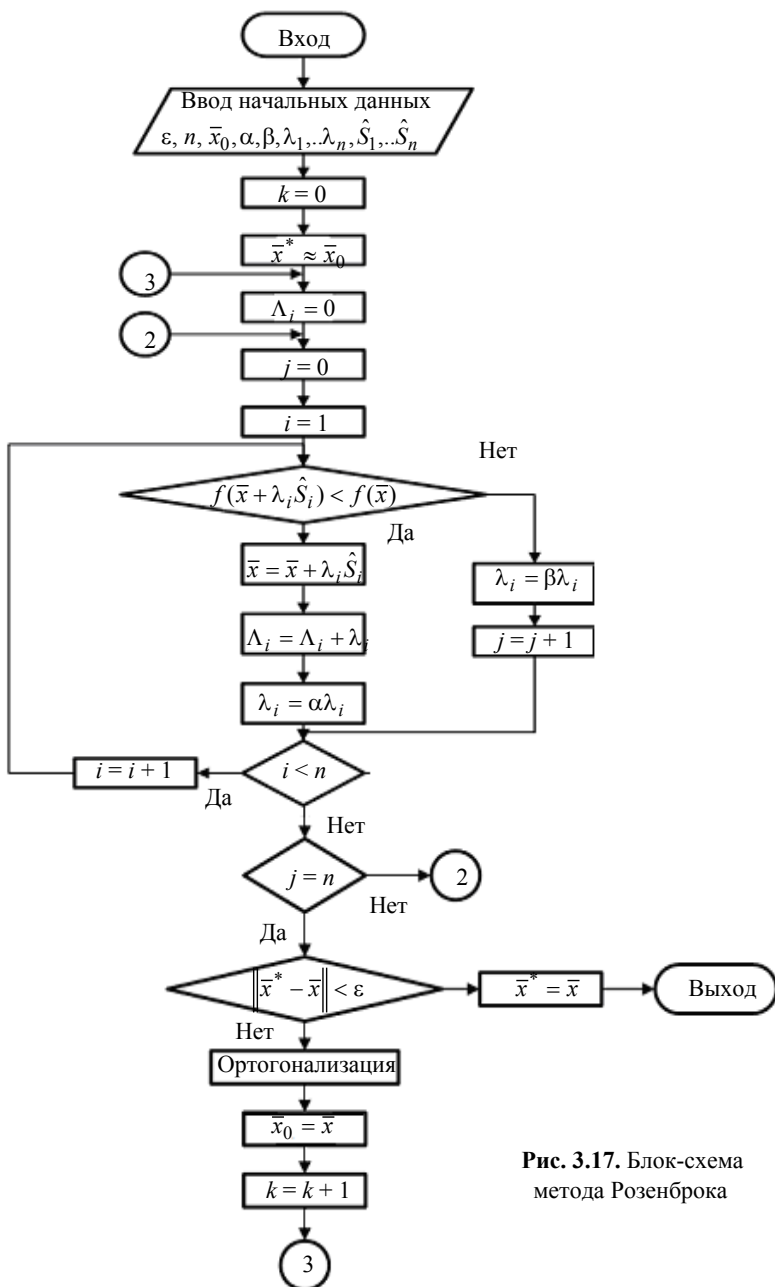 Вход
Ввод начальных данных
ε, n, x̄₀, α, β, λ₁,..λₙ, Ŝ₁,..Ŝₙ
k = 0
x̄* ≈ x̄₀
3
Λᵢ = 0
2
j = 0
i = 1
Нет
f(x̄ + λᵢŜᵢ) < f(x̄)
Да
x̄ = x̄ + λᵢŜᵢ
λᵢ = βλᵢ
Λᵢ = Λᵢ + λᵢ
j = j + 1
λᵢ = αλᵢ
i = i + 1
i < n
Да
Нет
j = n
2
Нет
Да
‖x̄* − x̄‖ < ε
x̄* = x̄
Выход
Нет
Ортогонализация
x̄₀ = x̄
k = k + 1
3
Рис. 3.17. Блок-схема
метода Розенброка